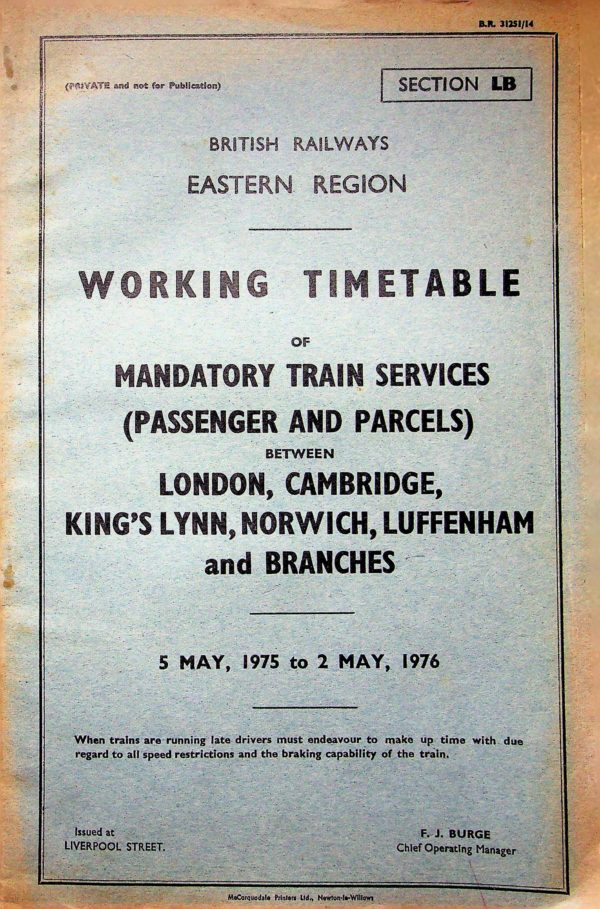 B.R. 31251/14
(PRIVATE and not for Publication)
SECTION LB
BRITISH RAILWAYS
EASTERN REGION
WORKING TIMETABLE
OF
MANDATORY TRAIN SERVICES
(PASSENGER AND PARCELS)
BETWEEN
LONDON, CAMBRIDGE,
KING'S LYNN, NORWICH, LUFFENHAM
and BRANCHES
5 MAY, 1975 to 2 MAY, 1976
When trains are running late drivers must endeavour to make up time with due
regard to all speed restrictions and the braking capability of the train.
Issued at
LIVERPOOL STREET.
F. J. BURGE
Chief Operating Manager
McCorquodale Printers Ltd., Newton-le-Willows